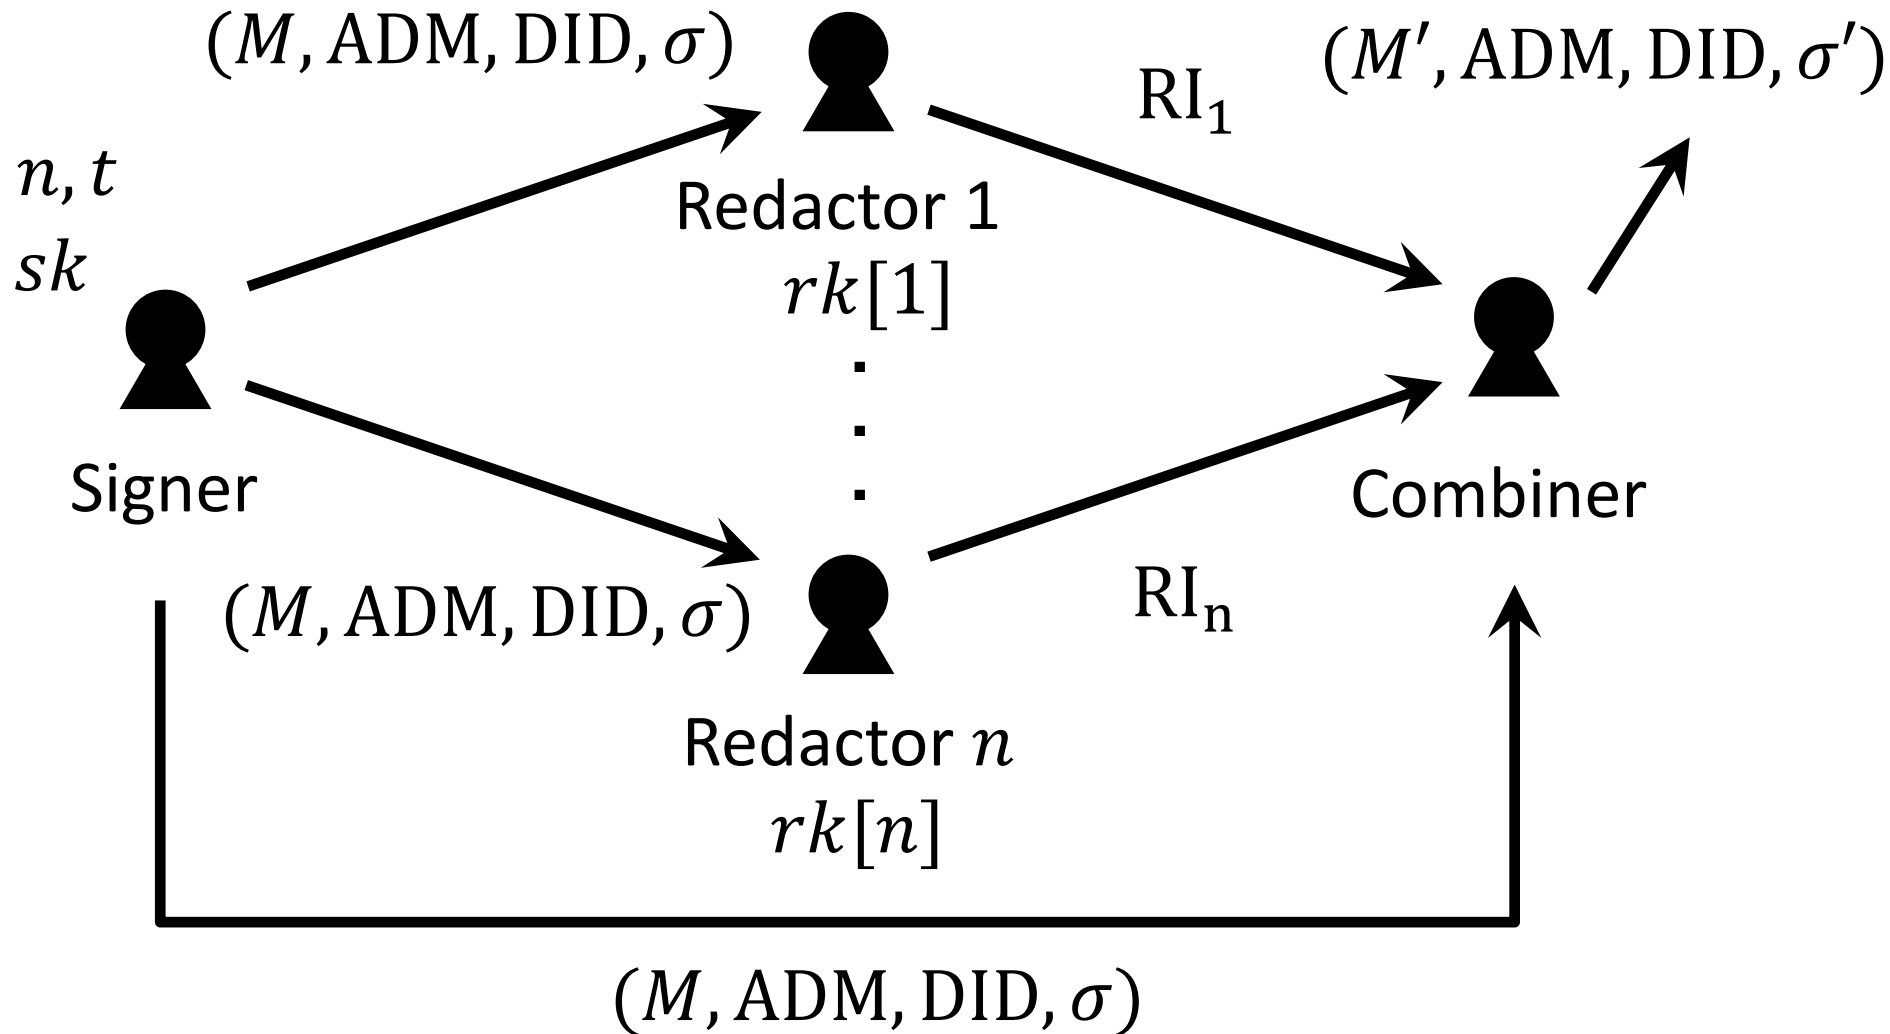 (M, ADM, DID, σ)
RI₁
(M′, ADM, DID, σ′)
n, t
sk
Redactor 1
rk[1]
Signer
Combiner
(M, ADM, DID, σ)
RIₙ
Redactor n
rk[n]
(M, ADM, DID, σ)